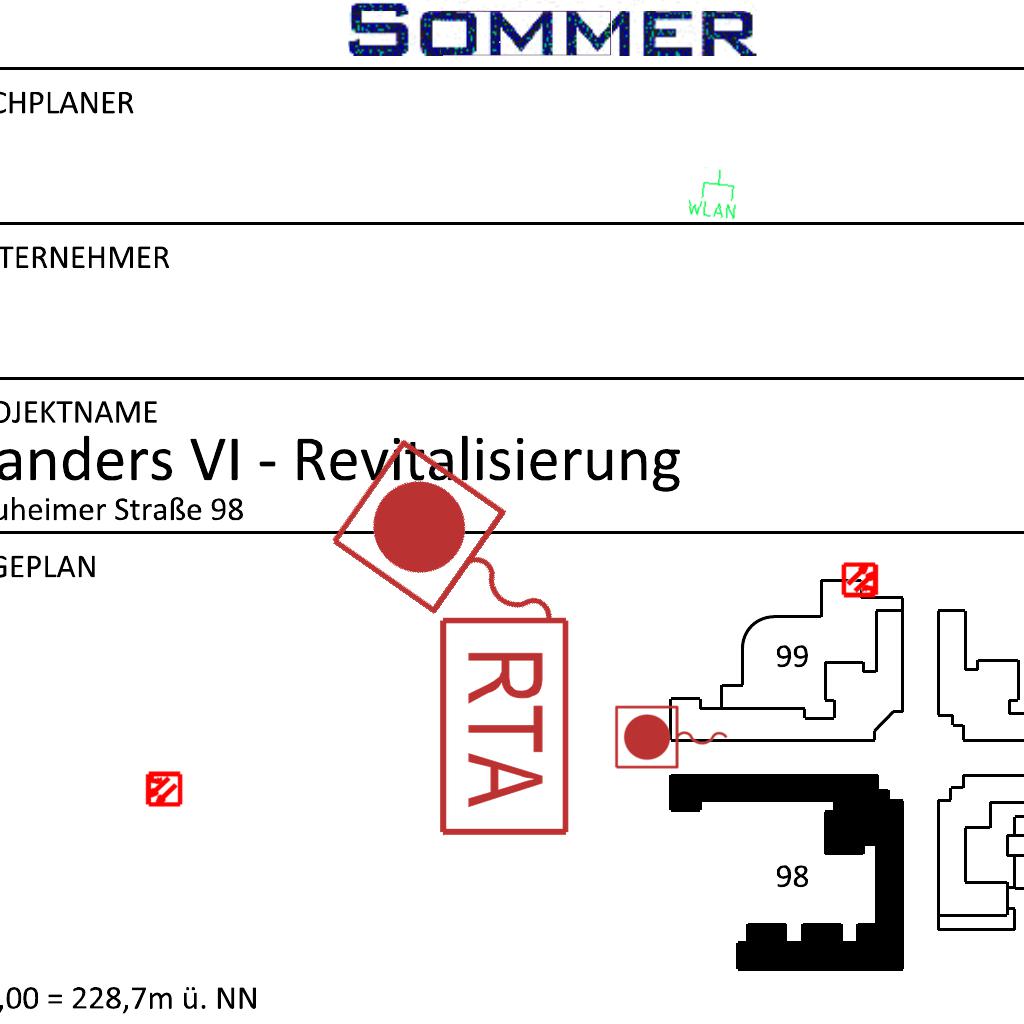 SOMMER
CHPLANER
WLAN
TERNEHMER
OJEKTNAME
anders VI - Revitalisierung
uheimer Straße 98
GEPLAN
99
RTA
98
,00 = 228,7m ü. NN